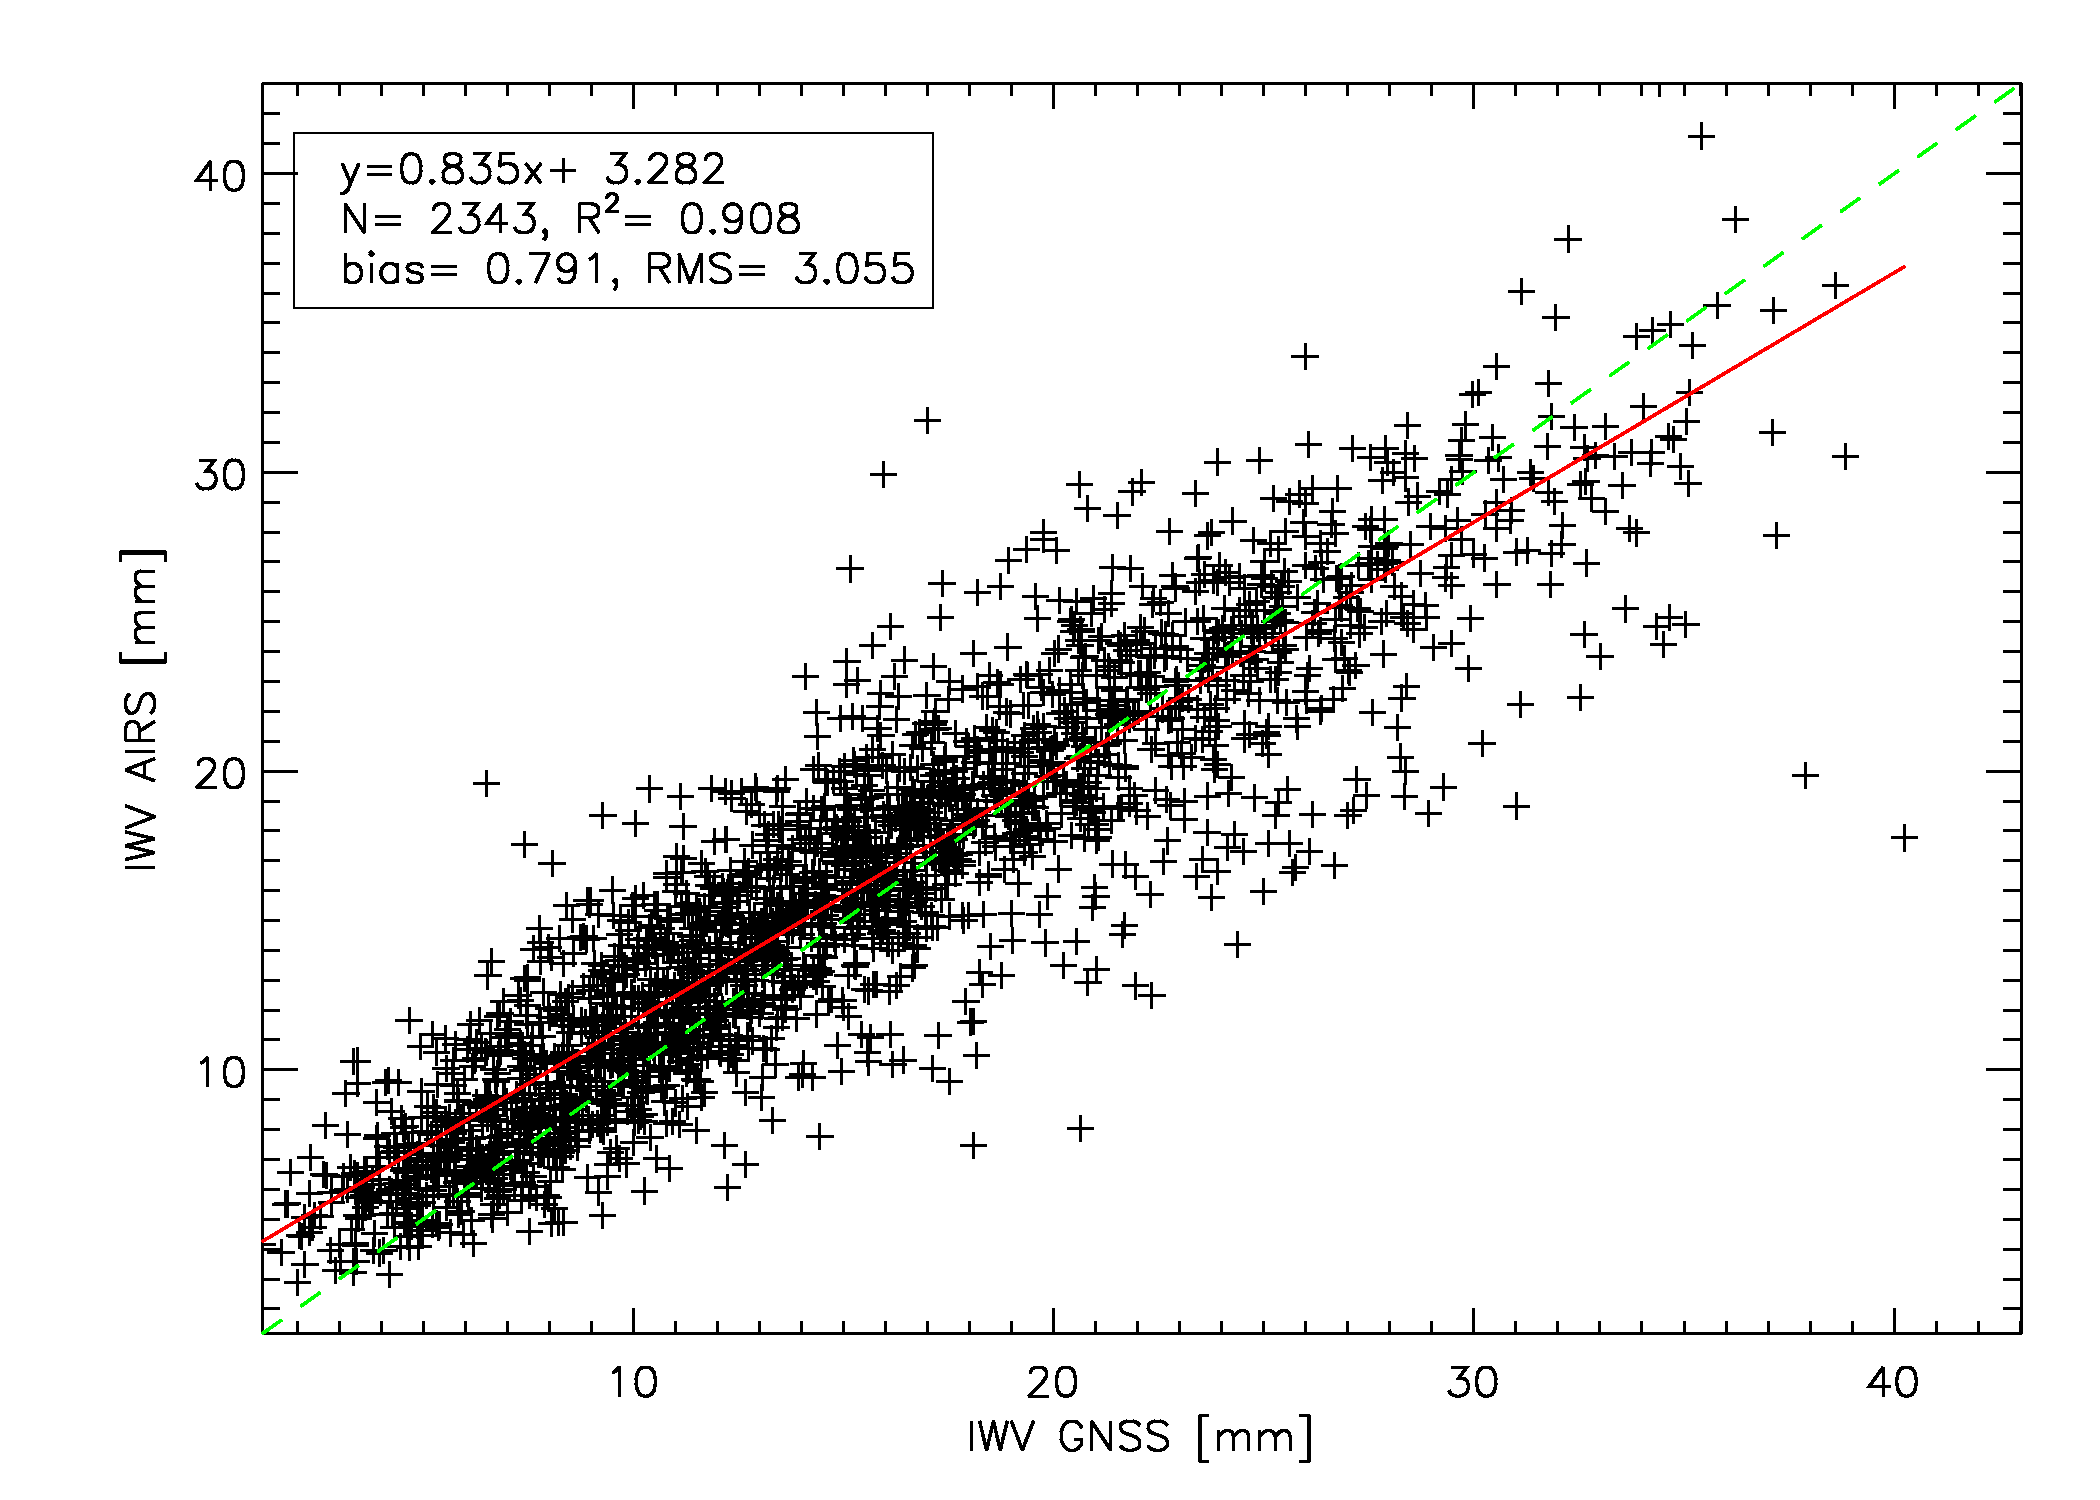 y=0.835x+ 3.282
N= 2343, R²= 0.908
bias= 0.791, RMS= 3.055
40
30
20
10
IWV AIRS [mm]
10 20 30 40
IWV GNSS [mm]